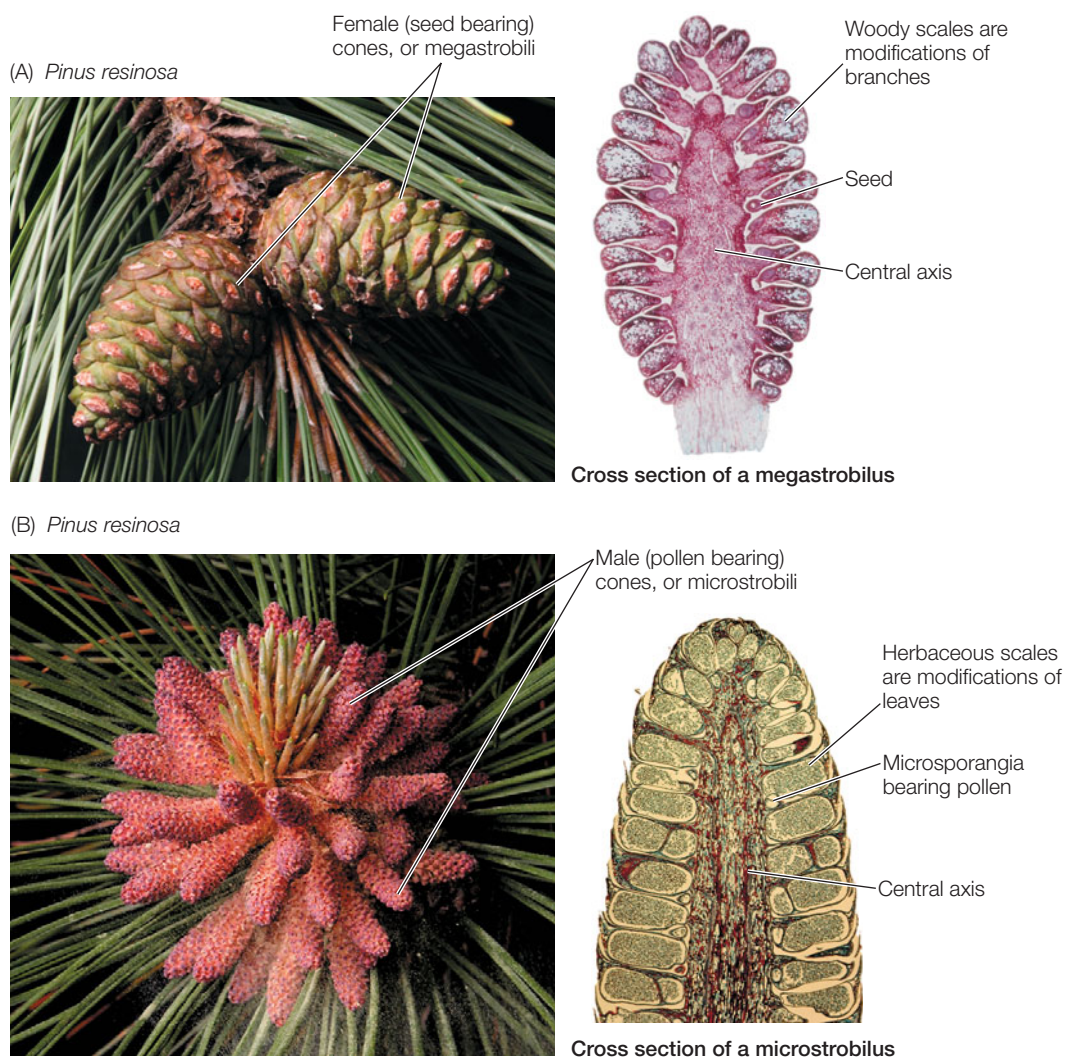 Female (seed bearing)
cones, or megastrobili
(A) Pinus resinosa
Woody scales are
modifications of
branches
Seed
Central axis
Cross section of a megastrobilus
(B) Pinus resinosa
Male (pollen bearing)
cones, or microstrobili
Herbaceous scales
are modifications of
leaves
Microsporangia
bearing pollen
Central axis
Cross section of a microstrobilus